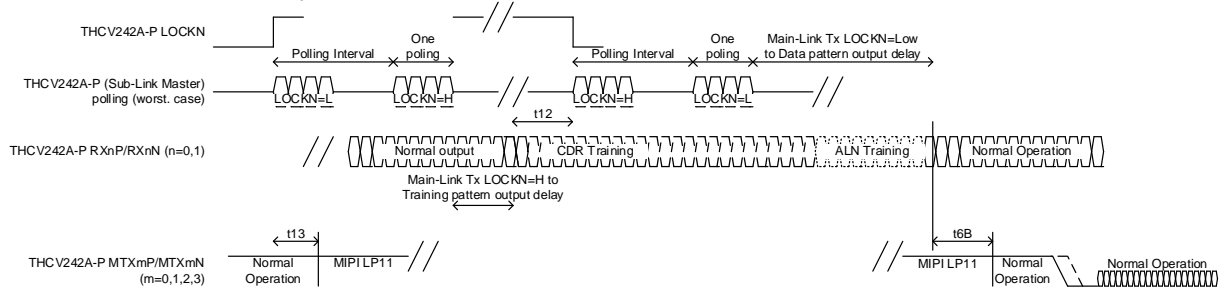 THCV242A-P LOCKN
Polling Interval
One
poling
Polling Interval
One
poling
Main-Link Tx LOCKN=Low
to Data pattern output delay
THCV242A-P (Sub-Link Master)
polling (worst. case)
LOCKN=L
LOCKN=H
LOCKN=H
LOCKN=L
t12
THCV242A-P RXnP/RXnN (n=0,1)
Normal output
CDR Training
ALN Training
Normal Operation
Main-Link Tx LOCKN=H to
Training pattern output delay
t13
t6B
THCV242A-P MTXmP/MTXmN
(m=0,1,2,3)
Normal
Operation
MIPI LP11
MIPI LP11
Normal
Operation
Normal Operation